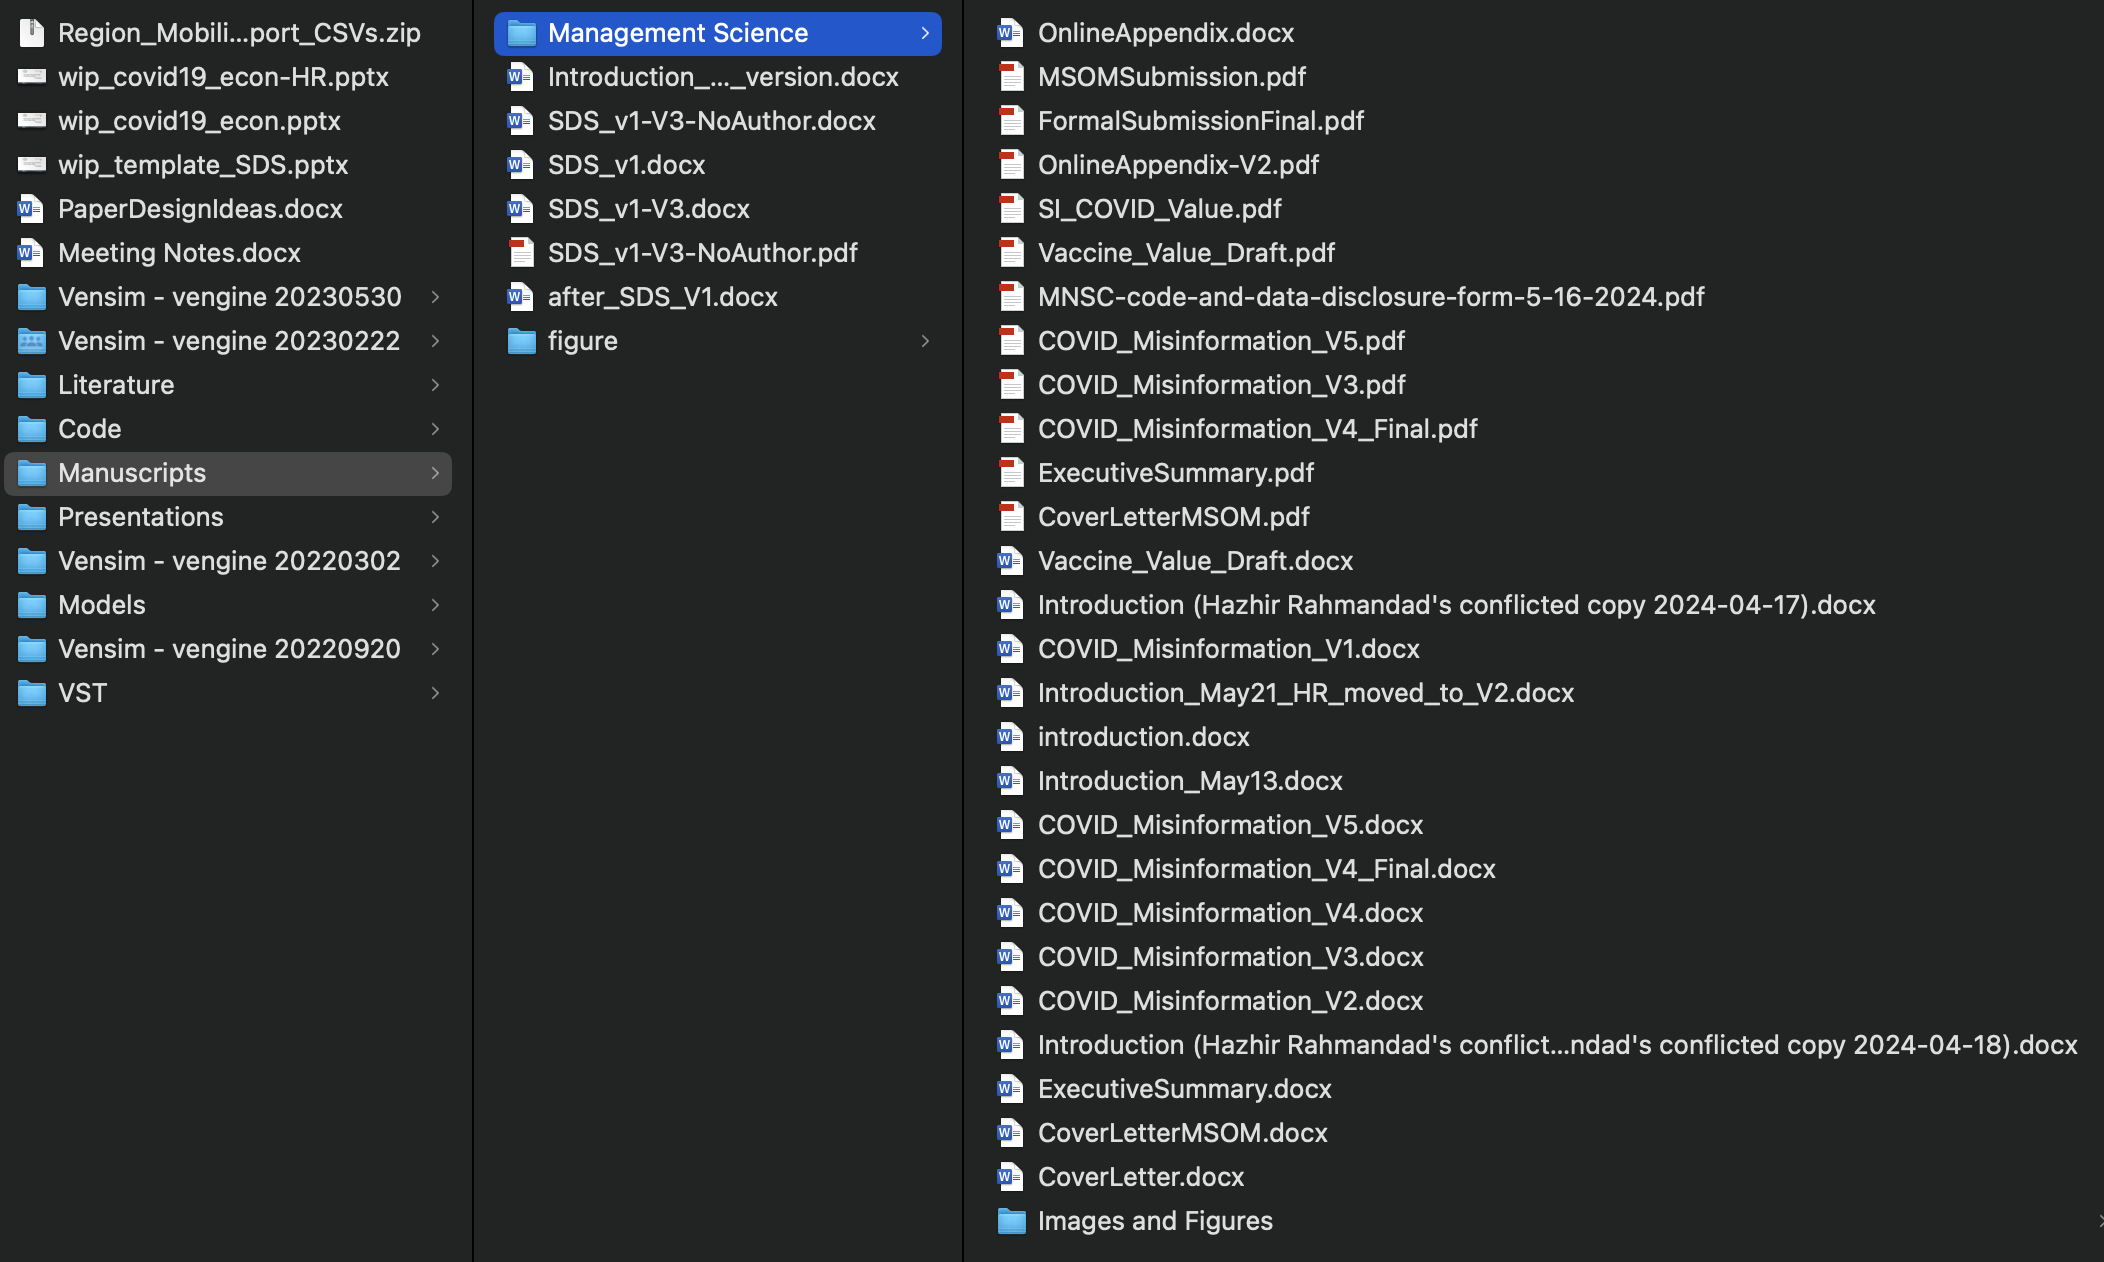 Region_Mobili...port_CSVs.zip
wip_covid19_econ-HR.pptx
wip_covid19_econ.pptx
wip_template_SDS.pptx
PaperDesignIdeas.docx
Meeting Notes.docx
Vensim - vengine 20230530
Vensim - vengine 20230222
Literature
Code
Manuscripts
Presentations
Vensim - vengine 20220302
Models
Vensim - vengine 20220920
VST
Management Science
Introduction_..._version.docx
SDS_v1-V3-NoAuthor.docx
SDS_v1.docx
SDS_v1-V3.docx
SDS_v1-V3-NoAuthor.pdf
after_SDS_V1.docx
figure
OnlineAppendix.docx
MSOMSubmission.pdf
FormalSubmissionFinal.pdf
OnlineAppendix-V2.pdf
SI_COVID_Value.pdf
Vaccine_Value_Draft.pdf
MNSC-code-and-data-disclosure-form-5-16-2024.pdf
COVID_Misinformation_V5.pdf
COVID_Misinformation_V3.pdf
COVID_Misinformation_V4_Final.pdf
ExecutiveSummary.pdf
CoverLetterMSOM.pdf
Vaccine_Value_Draft.docx
Introduction (Hazhir Rahmandad's conflicted copy 2024-04-17).docx
COVID_Misinformation_V1.docx
Introduction_May21_HR_moved_to_V2.docx
introduction.docx
Introduction_May13.docx
COVID_Misinformation_V5.docx
COVID_Misinformation_V4_Final.docx
COVID_Misinformation_V4.docx
COVID_Misinformation_V3.docx
COVID_Misinformation_V2.docx
Introduction (Hazhir Rahmandad's conflict...ndad's conflicted copy 2024-04-18).docx
ExecutiveSummary.docx
CoverLetterMSOM.docx
CoverLetter.docx
Images and Figures